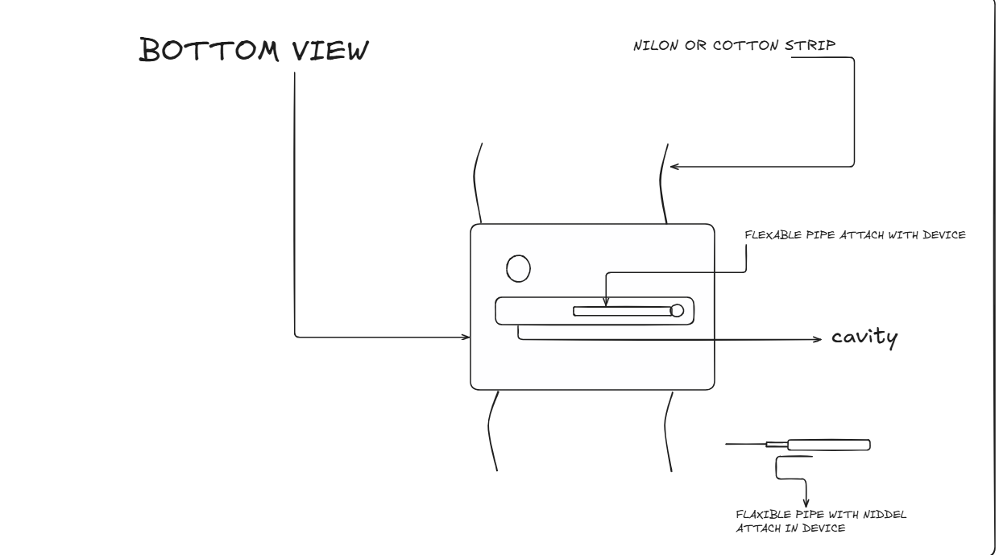 BOTTOM VIEW
NILON OR COTTON STRIP
FLEXABLE PIPE ATTACH WITH DEVICE
cavity
FLAXIBLE PIPE WITH NIDDEL
ATTACH IN DEVICE